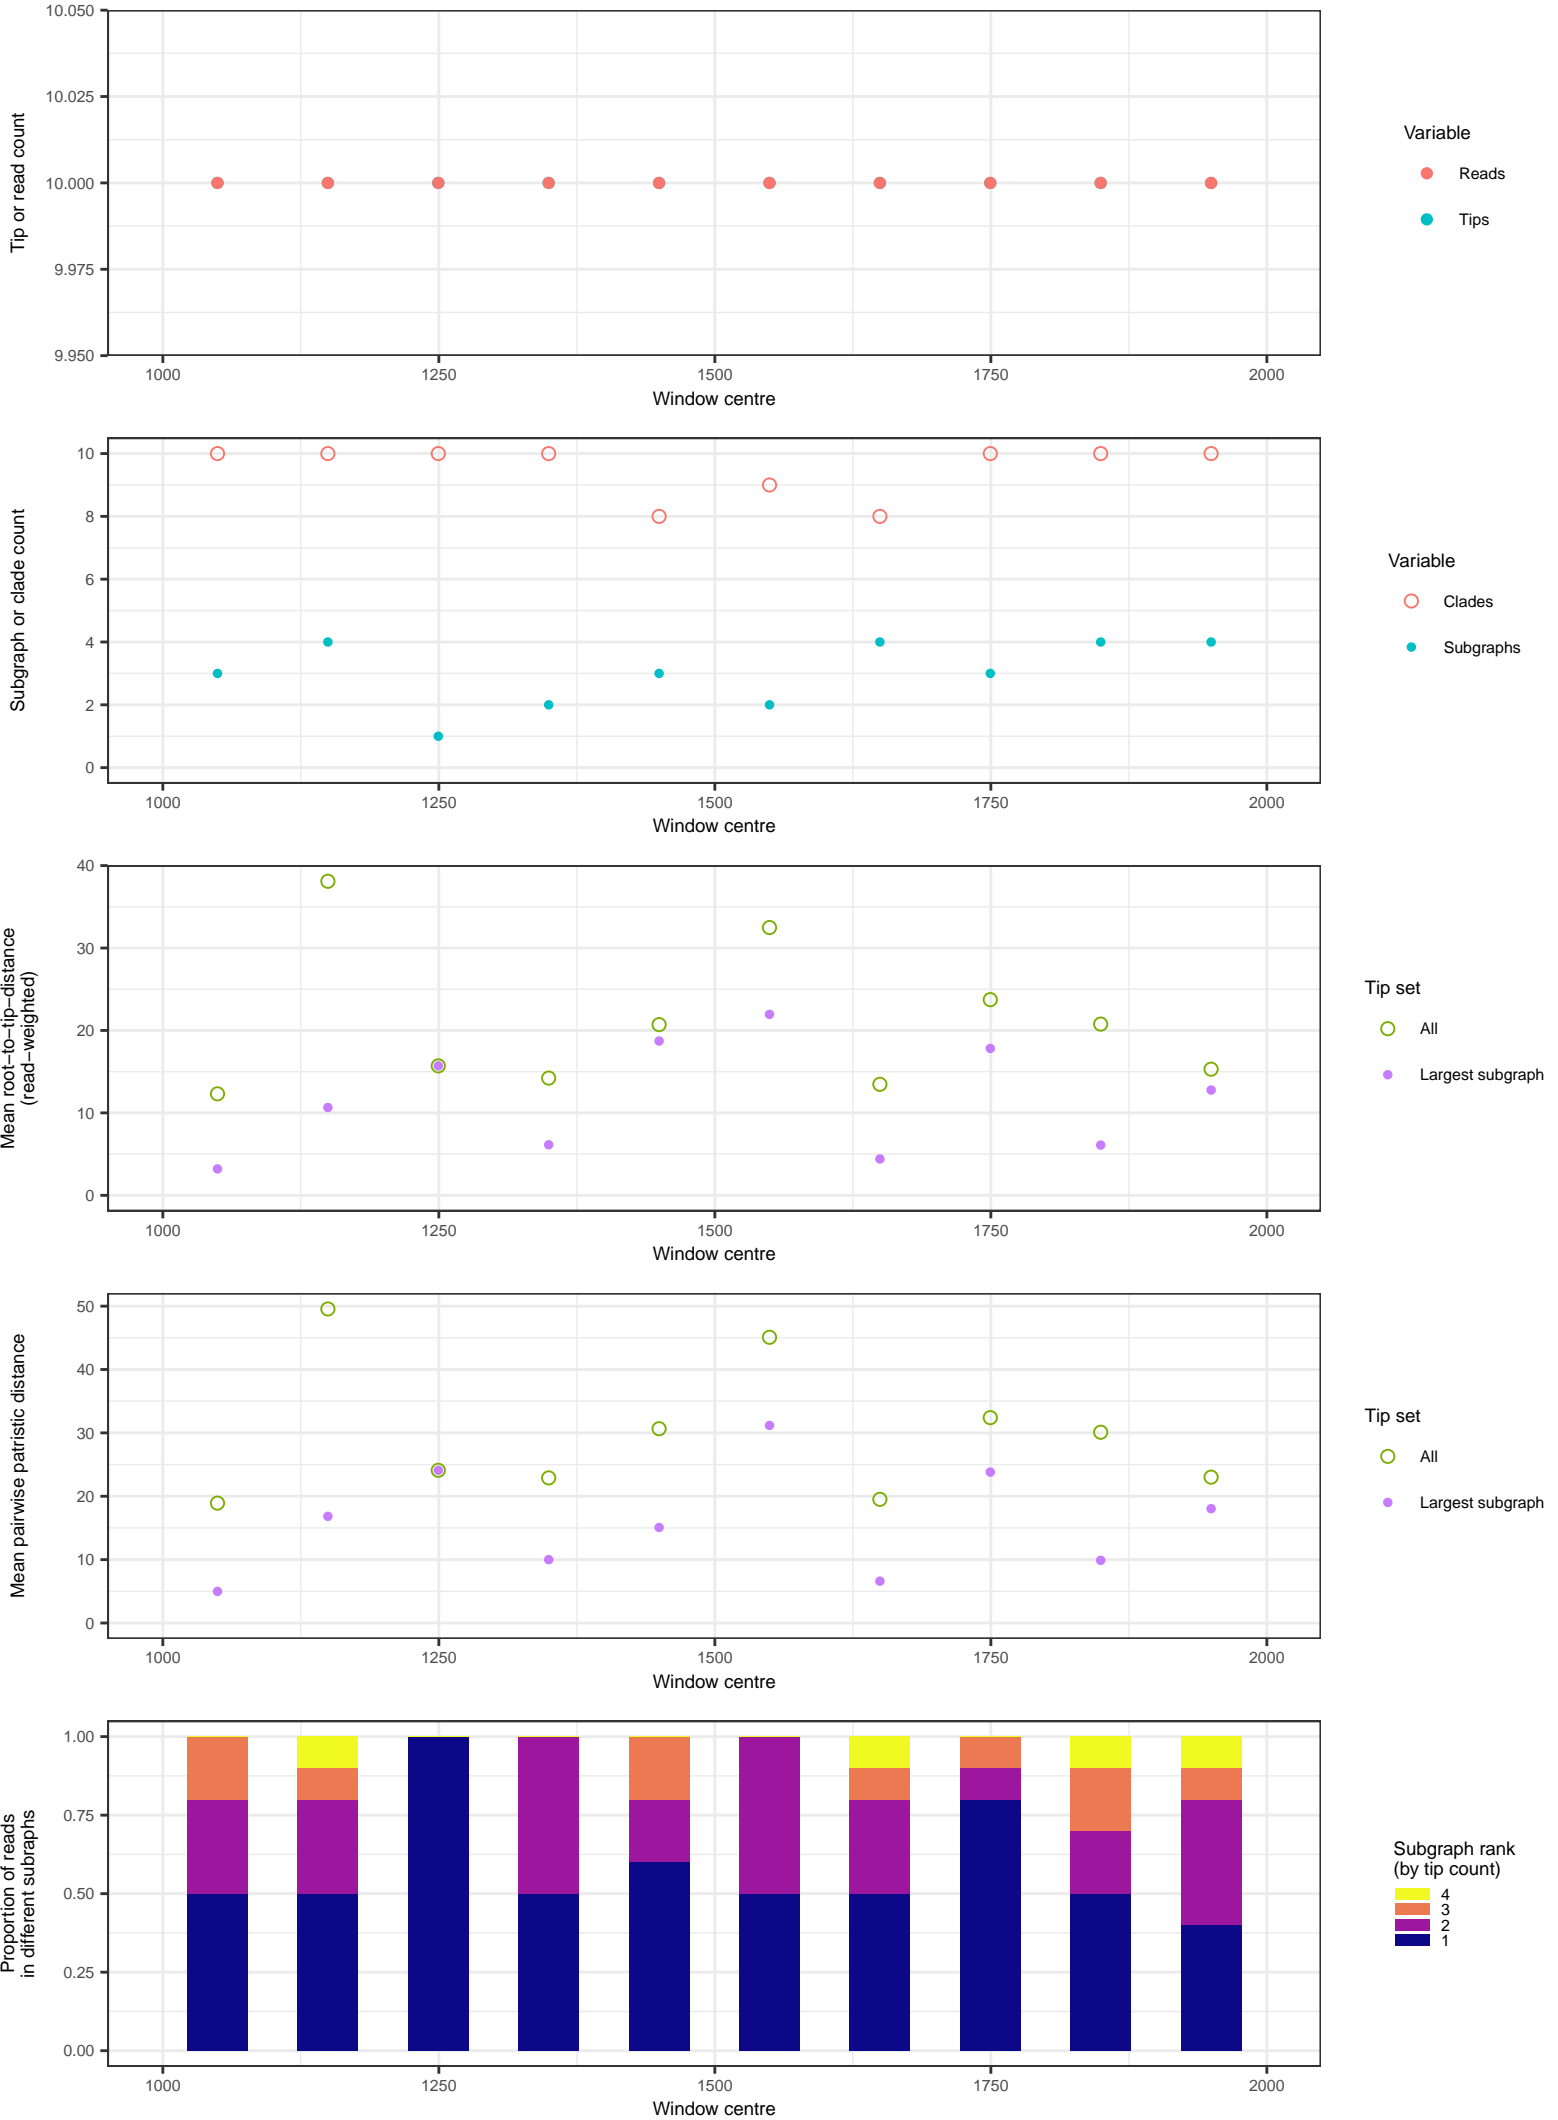 10.050
10.025
10.000
9.975
9.950
Tip or read count
1000 1250 1500 1750 2000
Window centre
Variable
Reads
Tips
10
8
6
4
2
0
Subgraph or clade count
1000 1250 1500 1750 2000
Window centre
Variable
Clades
Subgraphs
40
30
20
10
0
Mean root−to−tip−distance
(read−weighted)
1000 1250 1500 1750 2000
Window centre
Tip set
All
Largest subgraph
50
40
30
20
10
0
Mean pairwise patristic distance
1000 1250 1500 1750 2000
Window centre
Tip set
All
Largest subgraph
1.00
0.75
0.50
0.25
0.00
Proportion of reads
in different subraphs
1000 1250 1500 1750 2000
Window centre
Subgraph rank
(by tip count)
4
3
2
1